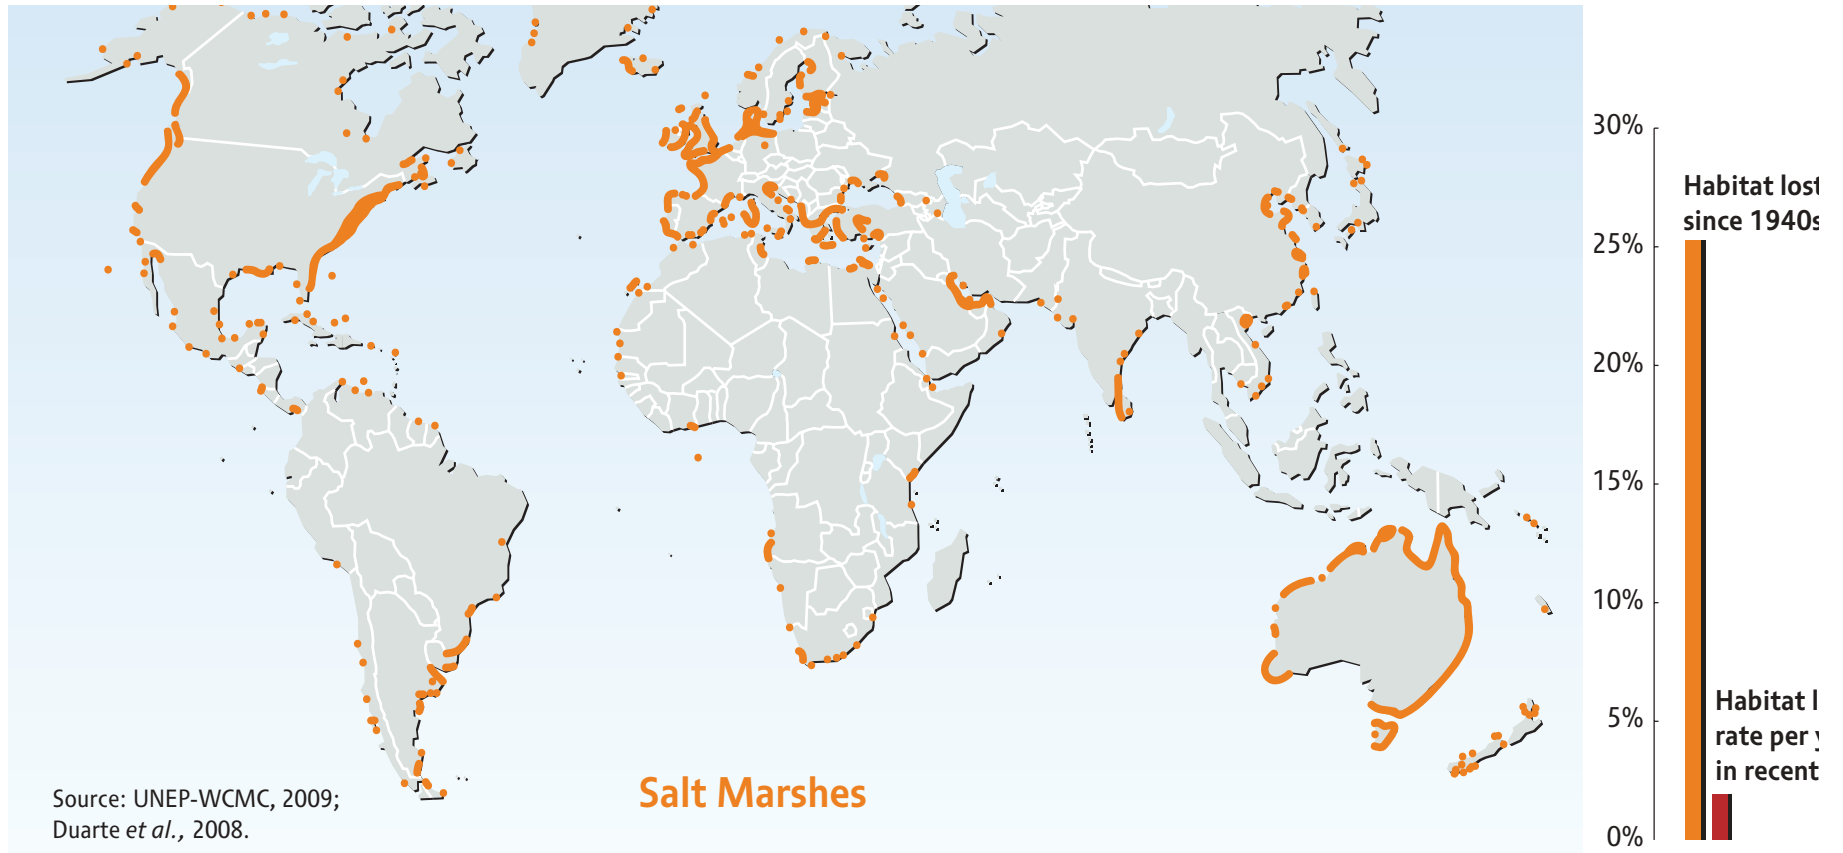 30%
Habitat lost
since 1940s
25%
20%
15%
10%
Habitat
5%
rate per
in recent
Salt Marshes
Source: UNEP-WCMC, 2009;
Duarte et al., 2008.
0%